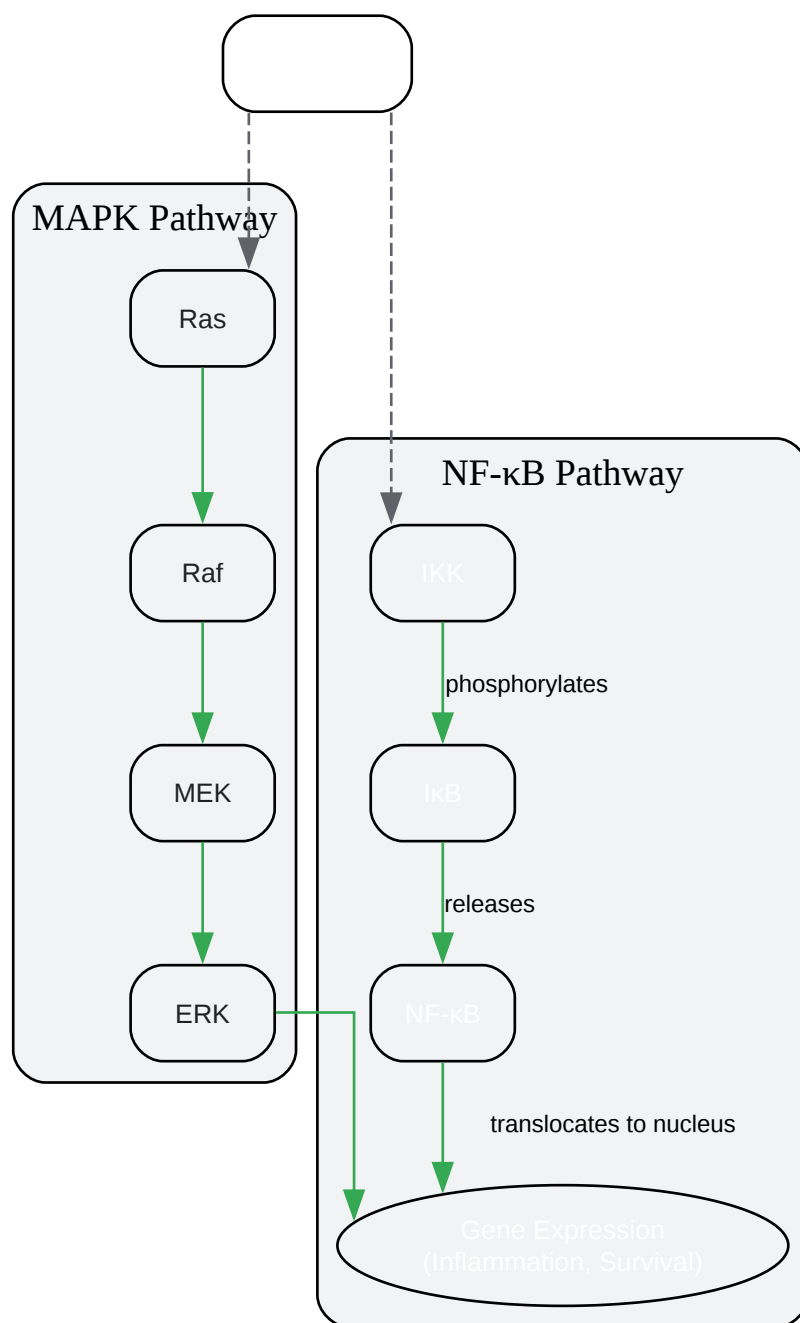 MAPK Pathway
Ras
Raf
MEK
ERK
NF-κB Pathway
IKK
phosphorylates
IκB
releases
NF-κB
translocates to nucleus
Gene Expression
(Inflammation, Survival)